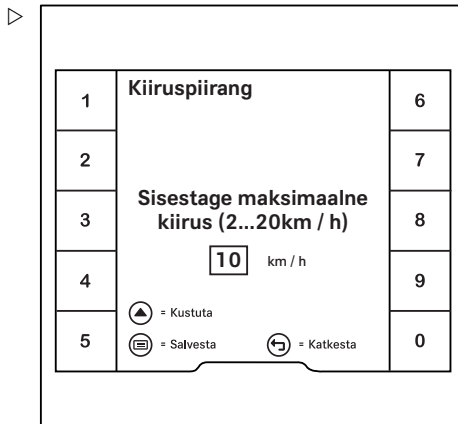 Kiiruspiirang
1
6
2
7
Sisestage maksimaalne
3
kiirus (2...20km / h)
8
10 km / h
4
9
= Kustuta
5
= Salvesta
= Katkesta
0